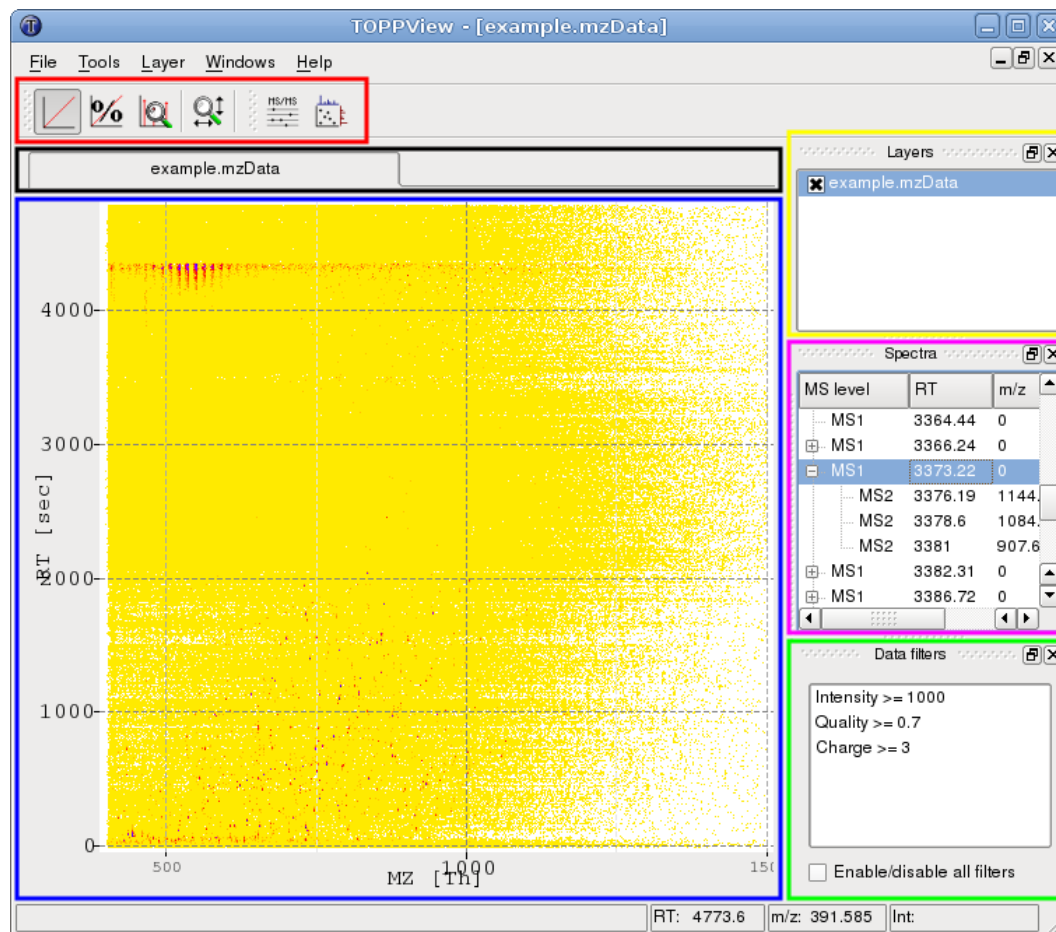 TOPPView - [example.mzData]
File Tools Layer Windows Help
% MS/MS
example.mzData
Layers
example.mzData
4000
3000
2000
1000
0
RT [sec]
500
1000
150
MZ [Th]
Spectra
MS level RT m/z
MS1 3364.44 0
MS1 3366.24 0
MS1 3373.22 0
MS2 3376.19 1144.
MS2 3378.6 1084.
MS2 3381 907.6
MS1 3382.31 0
MS1 3386.72 0
Data filters
Intensity >= 1000
Quality >= 0.7
Charge >= 3
Enable/disable all filters
RT: 4773.6 m/z: 391.585 Int: